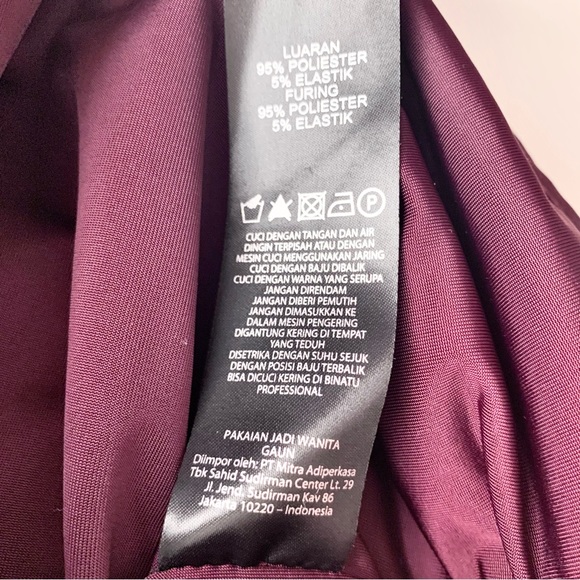 LUARAN
95% POLIESTER
5% ELASTIK
FURING
95% POLIESTER
5% ELASTIK
P
CUCI DENGAN TANGAN DAN AIR
DINGIN TERPISAH ATAU DENGAN
MESIN CUCI MENGGUNAKAN JARING
CUCI DENGAN BAJU DIBALIK
CUCI DENGAN WARNA YANG SERUPA
JANGAN DIRENDAM
JANGAN DIBERI PEMUTIH
JANGAN DIMASUKKAN KE
DALAM MESIN PENGERING
DIGANTUNG KERING DI TEMPAT
YANG TEDUH
DISETRIKA DENGAN SUHU SEJUK
DENGAN POSISI BAJU TERBALIK
BISA DICUCI KERING DI BINATU
PROFESSIONAL
PAKAIAN JADI WANITA
GAUN
Diimpor oleh: PT Mitra Adiperkasa
Tbk Sahid Sudirman Center Lt. 29
Jl. Jend, Sudirman Kav 86
Jakarta 10220 – Indonesia